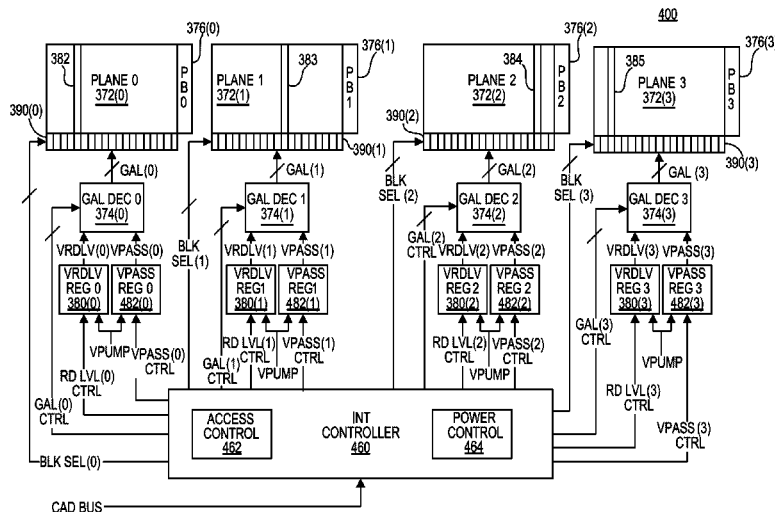 400
376(0)
376(1)
376(2)
376(3)
382
383
384
385
PLANE 0
372(0)
PB0
PLANE 1
372(1)
PB1
PLANE 2
372(2)
PB2
PLANE 3
372(3)
PB3
390(0)
390(1)
390(2)
390(3)
GAL(0)
GAL(1)
GAL(2)
GAL (3)
BLK
SEL(1)
BLK
SEL (2)
BLK
SEL (3)
GAL DEC 0
374(0)
GAL DEC 1
374(1)
GAL DEC 2
374(2)
GAL DEC 3
374(3)
VRDLV(0)
VPASS(0)
VRDLV(1)
VPASS(1)
GAL(2)
CTRL
VRDLV(2)
VPASS(2)
VRDLV(3)
VPASS(3)
VRDLV
REG 0
380(0)
VPASS
REG 0
482(0)
VRDLV
REG1
380(1)
VPASS
REG1
482(1)
VRDLV
REG2
380(2)
VPASS
REG 2
482(2)
VRDLV
REG 3
380(3)
VPASS
REG 3
482(3)
VPUMP
VPASS(0)
CTRL
RD LVL(0)
CTRL
GAL(0)
CTRL
BLK SEL(0)
GAL(1)
CTRL
RD LVL(1)
CTRL
VPUMP
VPASS(1)
CTRL
RD LVL(2)
CTRL
VPUMP
VPASS(2)
CTRL
GAL(3)
CTRL
VPUMP
RD LVL(3)
CTRL
VPASS(3)
CTRL
ACCESS
CONTROL
462
INT
CONTROLLER
460
POWER
CONTROL
464
CAD BUS